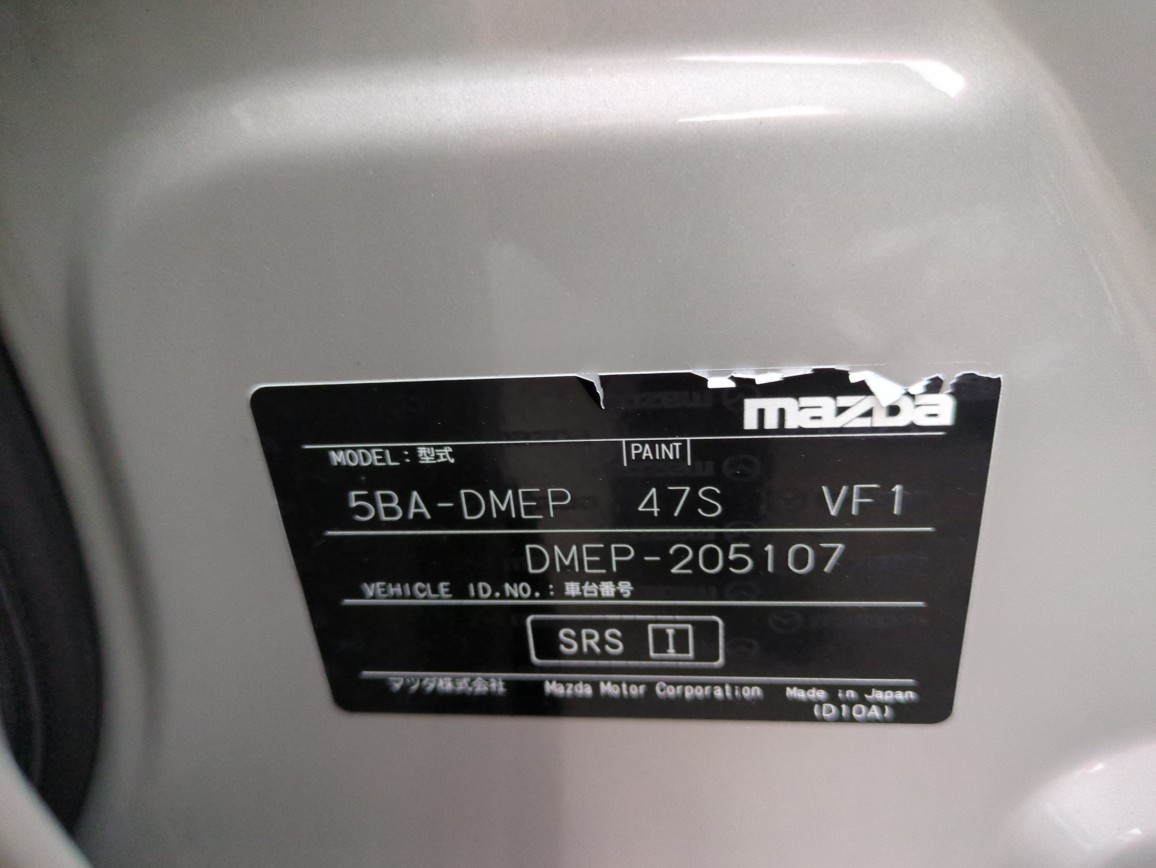 mazda
MODEL:型式 PAINT
5BA-DMEP 47S VF1
DMEP-205107
VEHICLE ID.NO.:車台番号
SRS I
マツダ株式会社 Mazda Motor Corporation Made in Japan
(D10A)